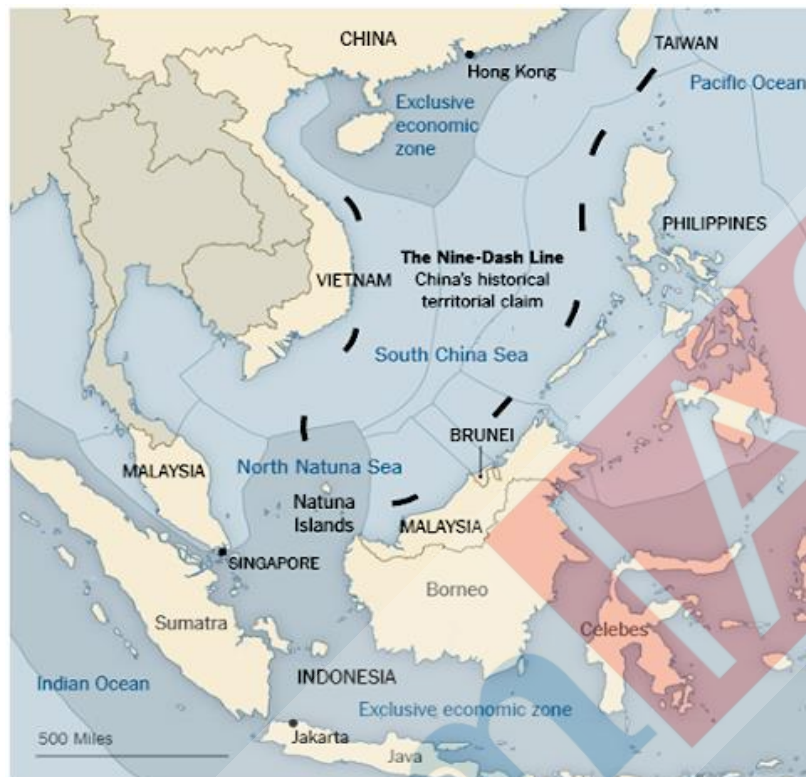 CHINA
TAIWAN
Hong Kong
Pacific Ocean
Exclusive
economic
zone
PHILIPPINES
The Nine-Dash Line
China's historical
territorial claim
VIETNAM
South China Sea
BRUNEI
MALAYSIA
North Natuna Sea
Natuna
Islands
MALAYSIA
SINGAPORE
Borneo
Sumatra
Celebes
INDONESIA
Indian Ocean
Exclusive economic zone
500 Miles
Jakarta
Java